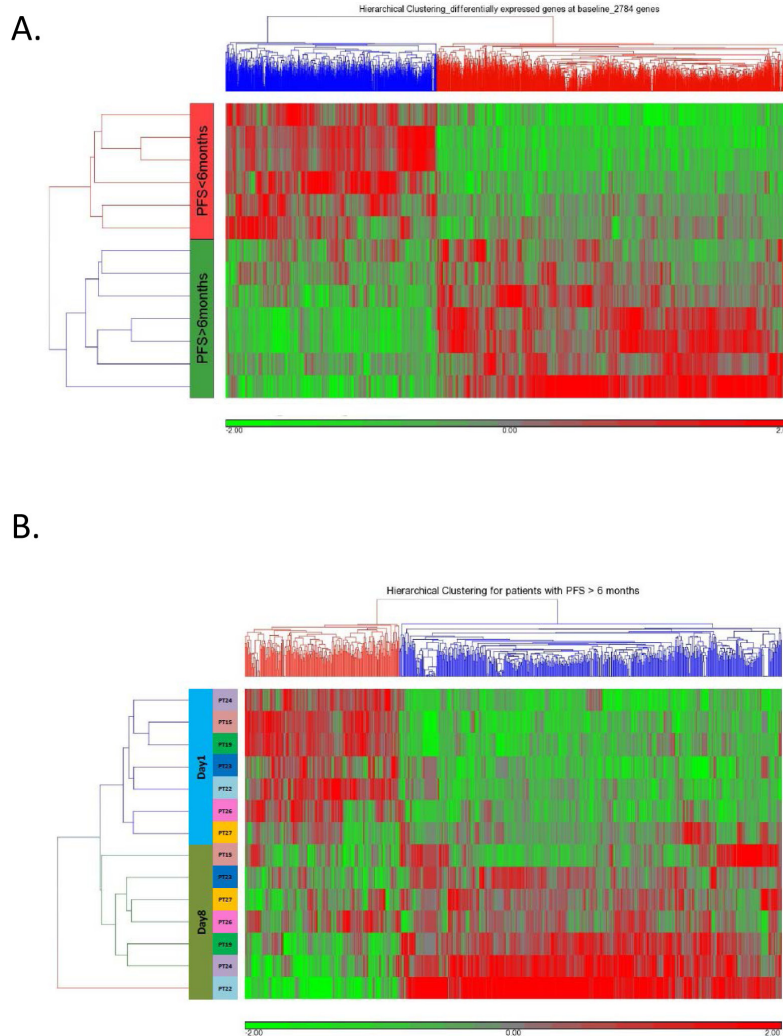 A.
Hierarchical Clustering_differentially expressed genes at baseline_2784 genes
PFS<6months
PFS>6months
-2.00 0.00 2.
B.
Hierarchical Clustering for patients with PFS > 6 months
Day1
PT24
PT15
PT19
PT23
PT22
PT26
PT27
Day8
PT15
PT23
PT27
PT26
PT19
PT24
PT22
-2.00 0.00 2.00